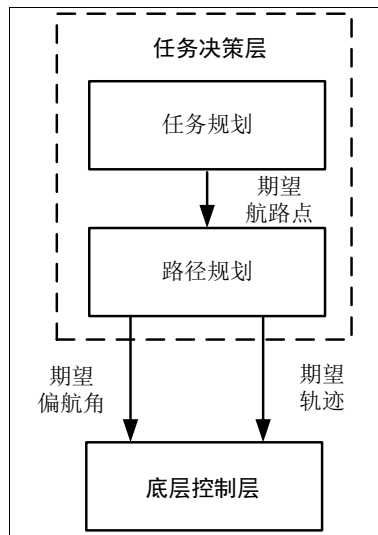 任务决策层
任务规划
期望
航路点
路径规划
期望
偏航角
期望
轨迹
底层控制层